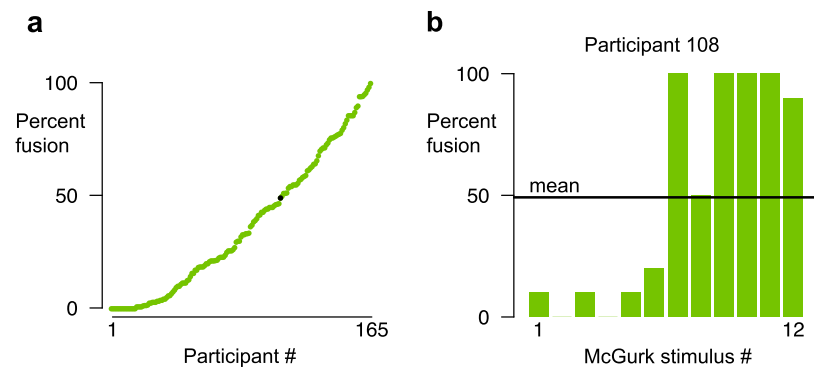 a
100
Percent
fusion
50
0
1
165
Participant #
b
Participant 108
100
Percent
fusion
50
mean
0
1
12
McGurk stimulus #